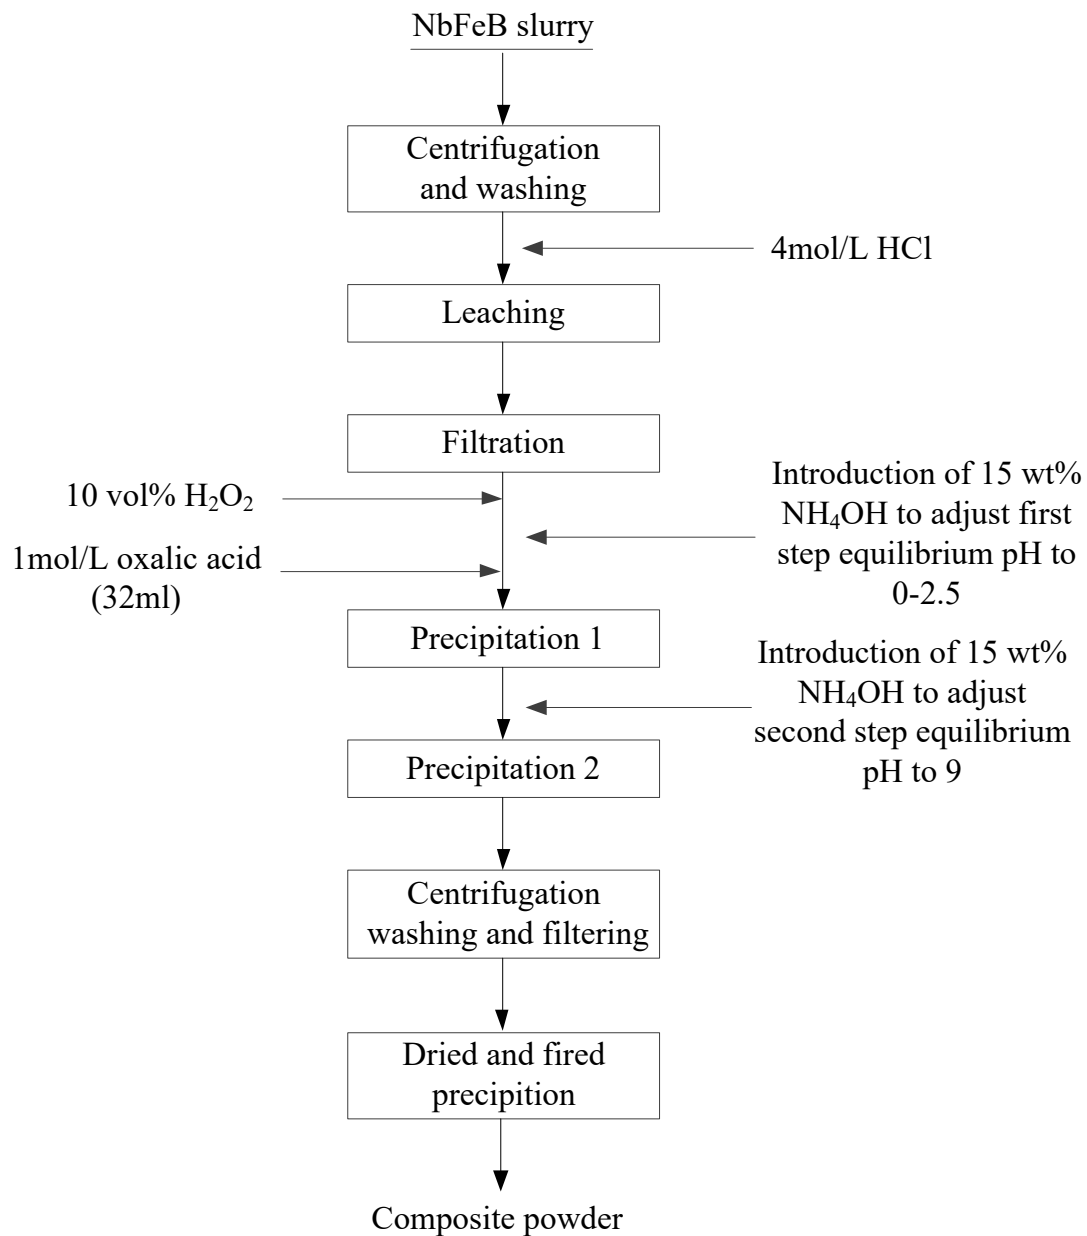 NbFeB slurry
Centrifugation
and washing
4mol/L HCl
Leaching
Filtration
10 vol% H₂O₂
Introduction of 15 wt%
NH₄OH to adjust first
step equilibrium pH to
0-2.5
1mol/L oxalic acid
(32ml)
Precipitation 1
Introduction of 15 wt%
NH₄OH to adjust
second step equilibrium
pH to 9
Precipitation 2
Centrifugation
washing and filtering
Dried and fired
precipition
Composite powder